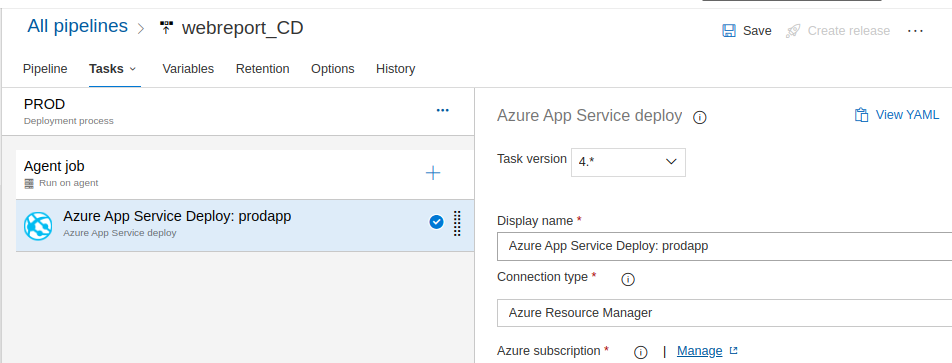 All pipelines > webreport_CD
Save Create release ...
Pipeline Tasks Variables Retention Options History
PROD
Deployment process
Agent job
Run on agent
Azure App Service Deploy: prodapp
Azure App Service deploy
Azure App Service deploy
View YAML
Task version 4.*
Display name *
Azure App Service Deploy: prodapp
Connection type *
Azure Resource Manager
Azure subscription * | Manage